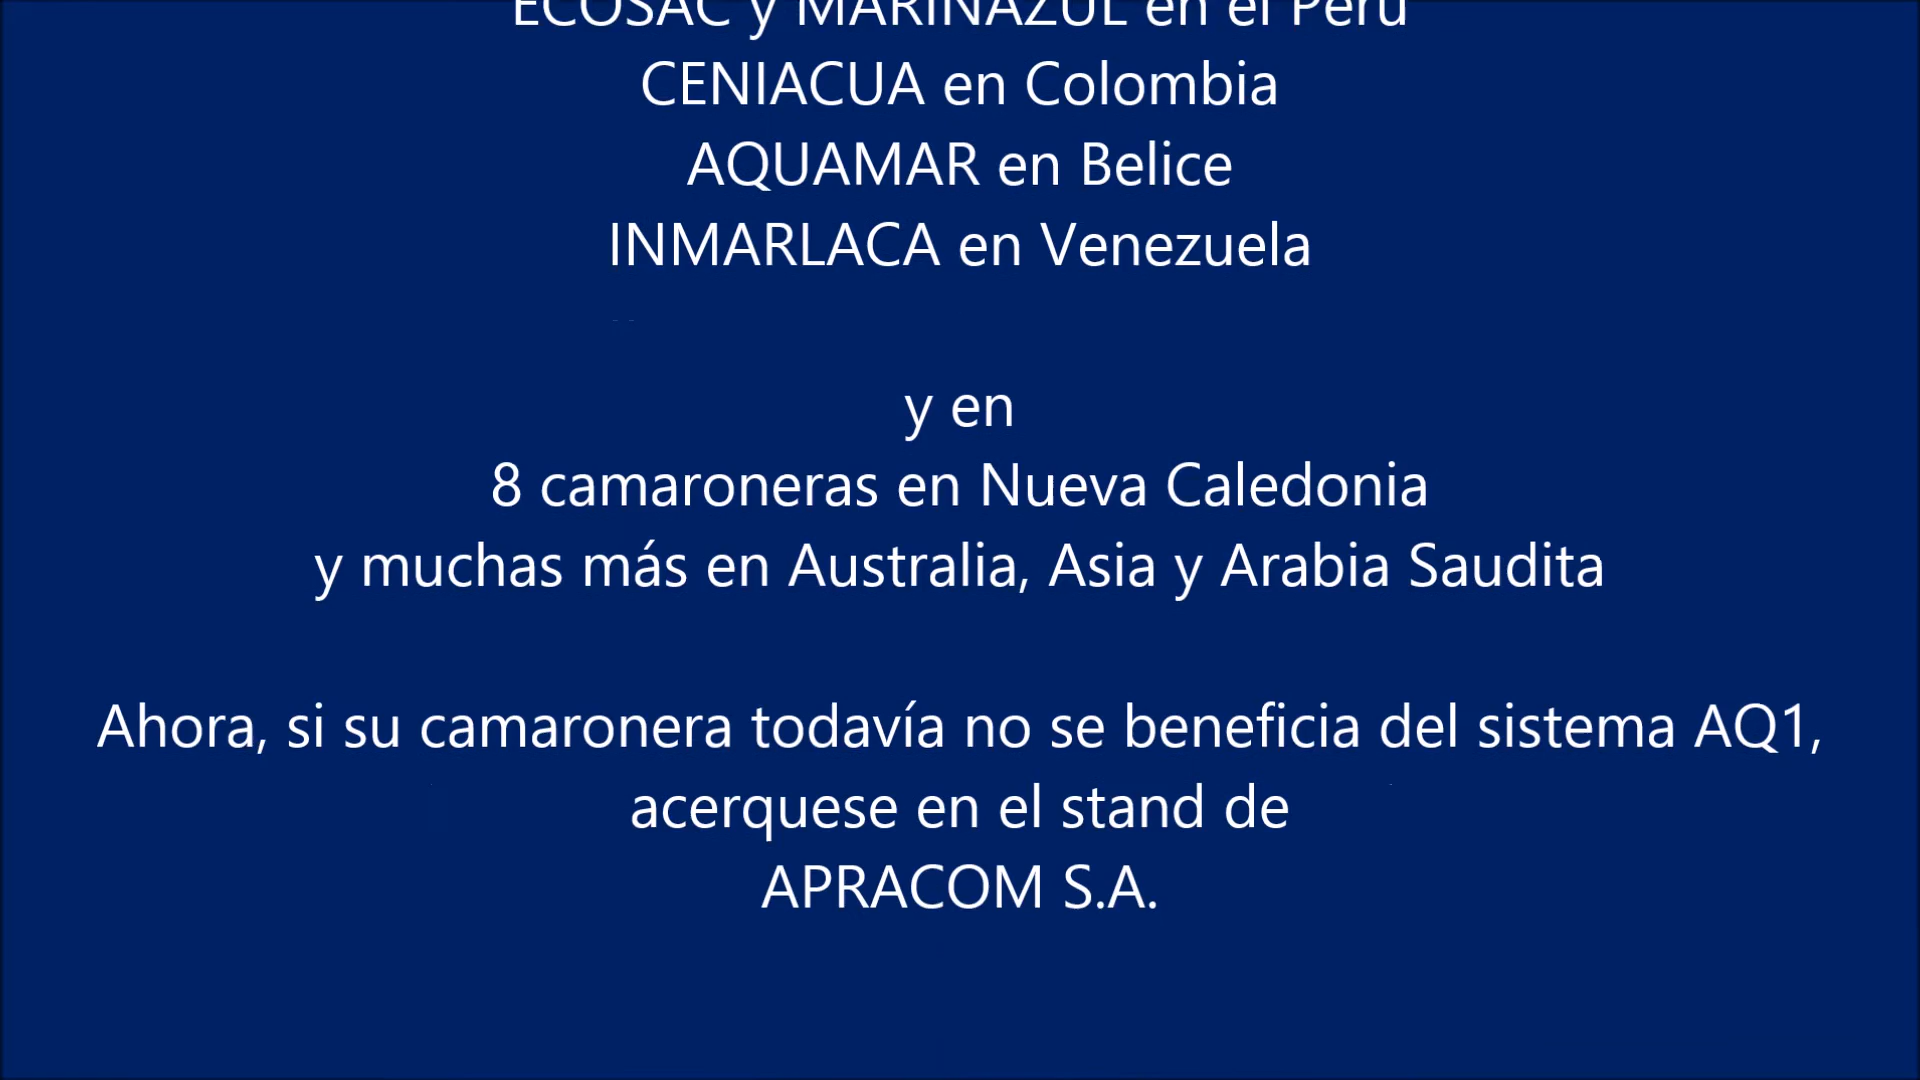 ECOSAC y MARINAZUL en el Perú
CENIACUA en Colombia
AQUAMAR en Belice
INMARLACA en Venezuela
y en
8 camaroneras en Nueva Caledonia
y muchas más en Australia, Asia y Arabia Saudita
Ahora, si su camaronera todavía no se beneficia del sistema AQ1,
acerquese en el stand de
APRACOM S.A.